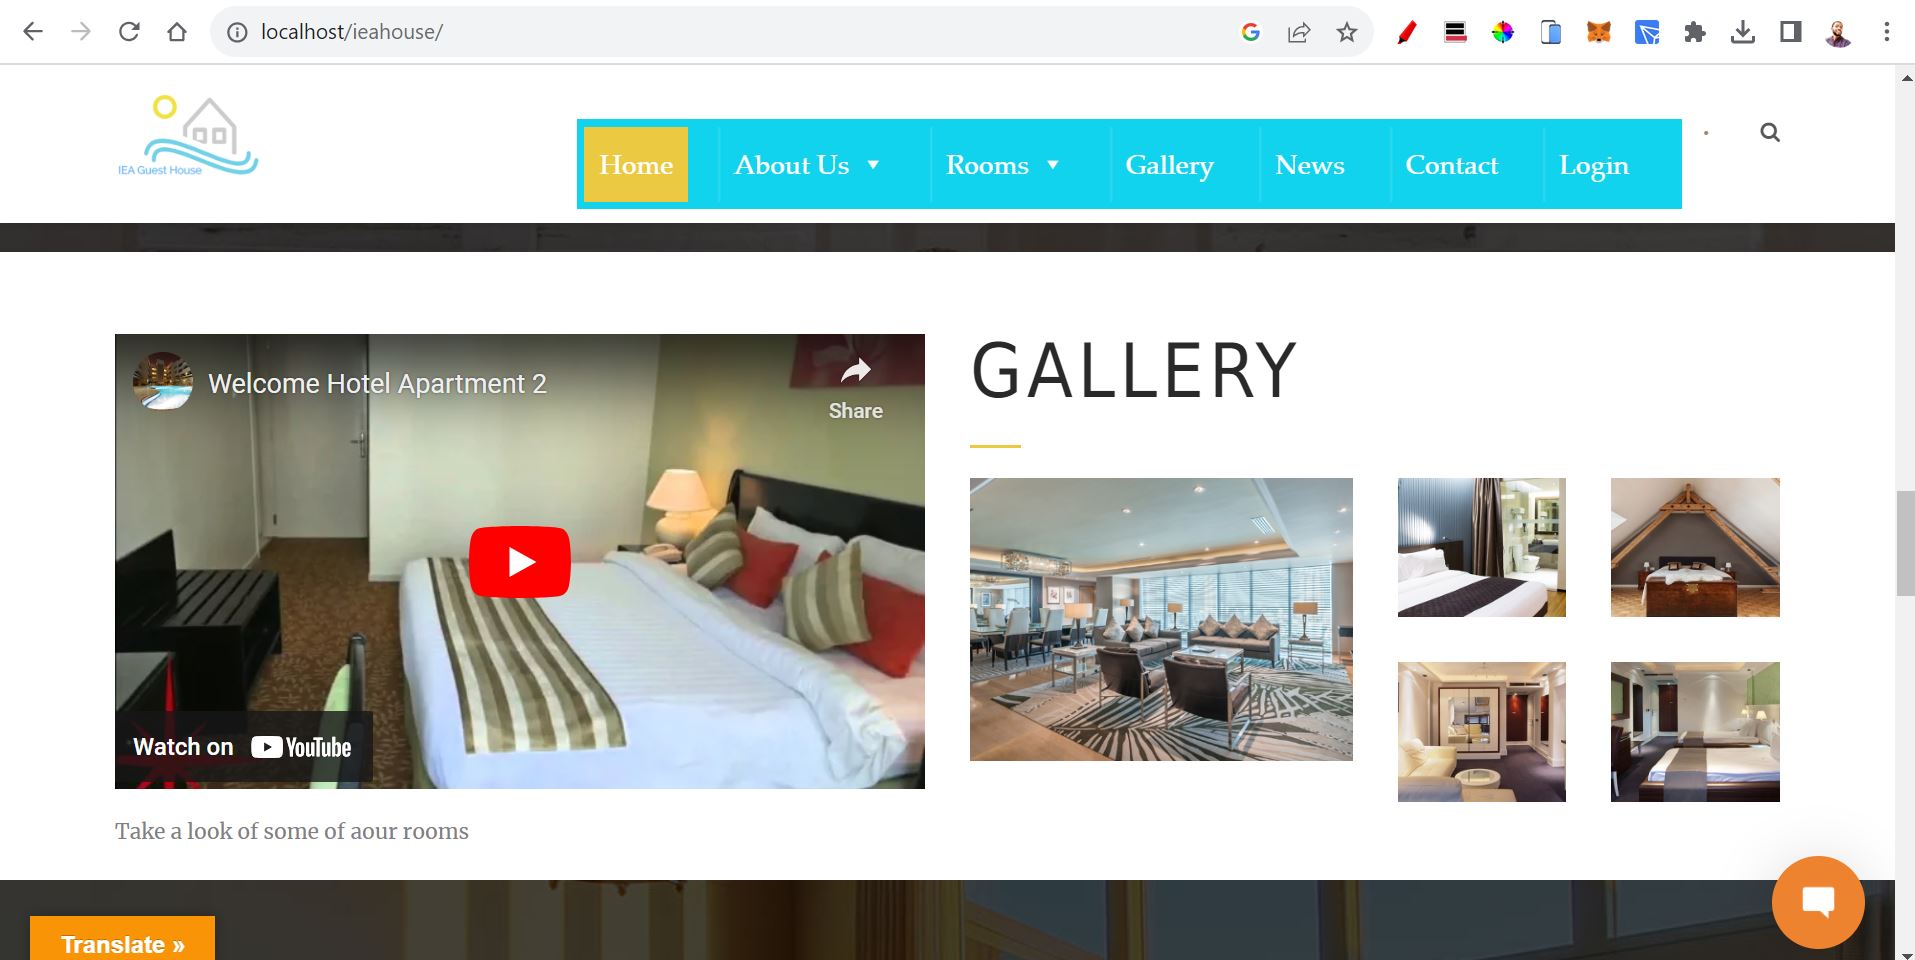 localhost/ieahouse/
IEA Guest House
Home
About Us
Rooms
Gallery
News
Contact
Login
Welcome Hotel Apartment 2
Share
Watch on YouTube
Take a look of some of aour rooms
GALLERY
Translate »